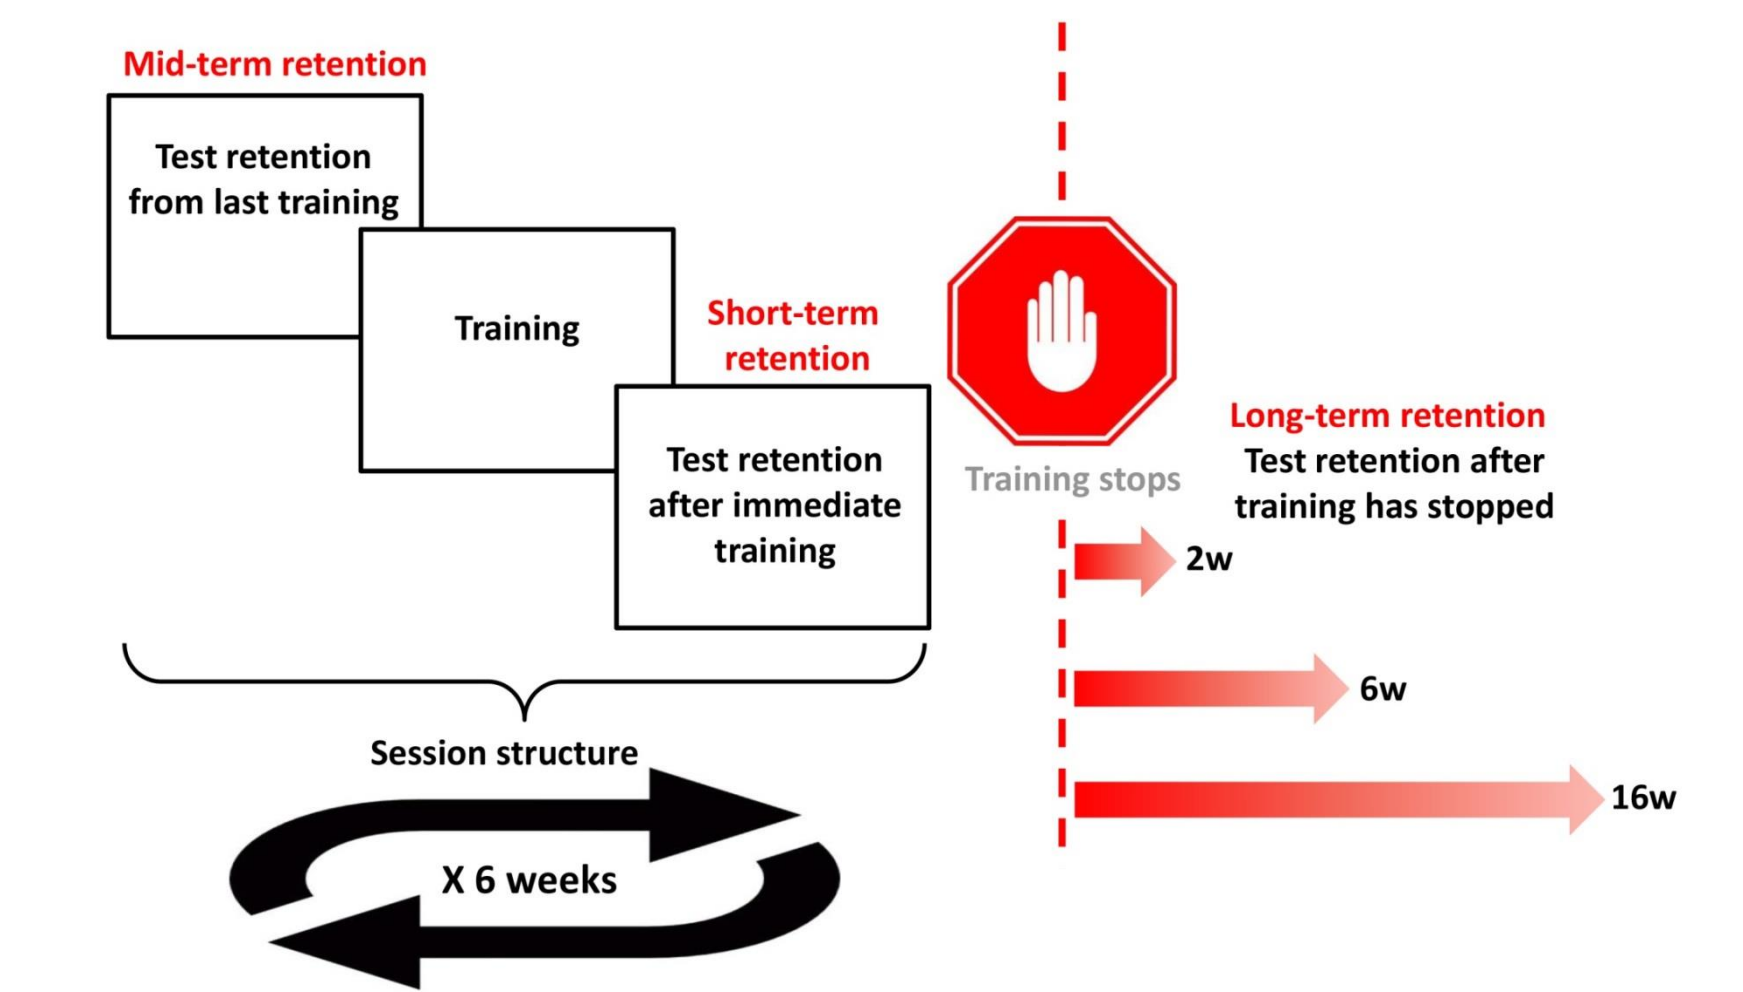 Mid-term retention
Test retention
from last training
Training
Short-term
retention
Test retention
after immediate
training
Session structure
X 6 weeks
Training stops
Long-term retention
Test retention after
training has stopped
2w
6w
16w